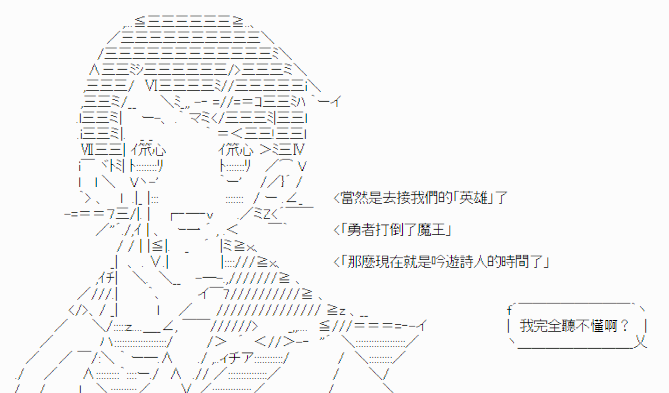 <當然是去接我們的「英雄」了
<「勇者打倒了魔王」
<「那麼現在就是吟遊詩人的時間了」
我完全聽不懂啊?